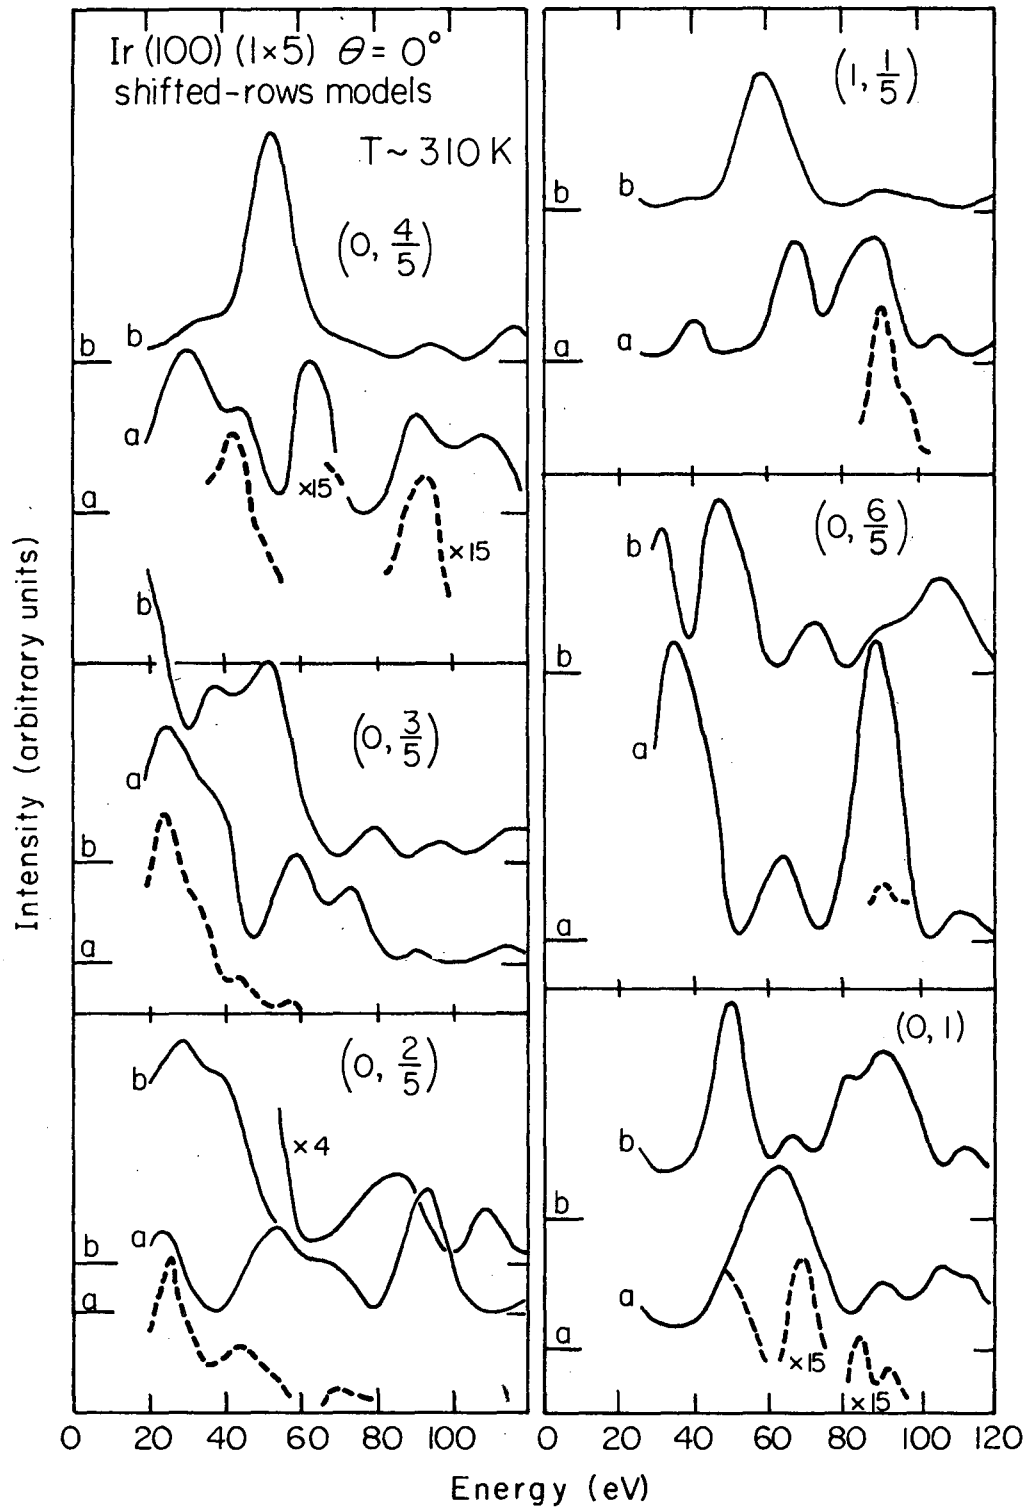 Ir (100) (1×5) θ = 0°
shifted-rows models
T ~ 310 K
(0, 4/5)
b
b
a
a
×15
×15
b
(0, 3/5)
a
b
a
(0, 2/5)
b
×4
a
b
a
0 20 40 60 80 100
(1, 1/5)
b
b
a
a
(0, 6/5)
b
b
a
a
(0, 1)
b
b
a
a
×15
×15
0 20 40 60 80 100 120
Intensity (arbitrary units)
Energy (eV)